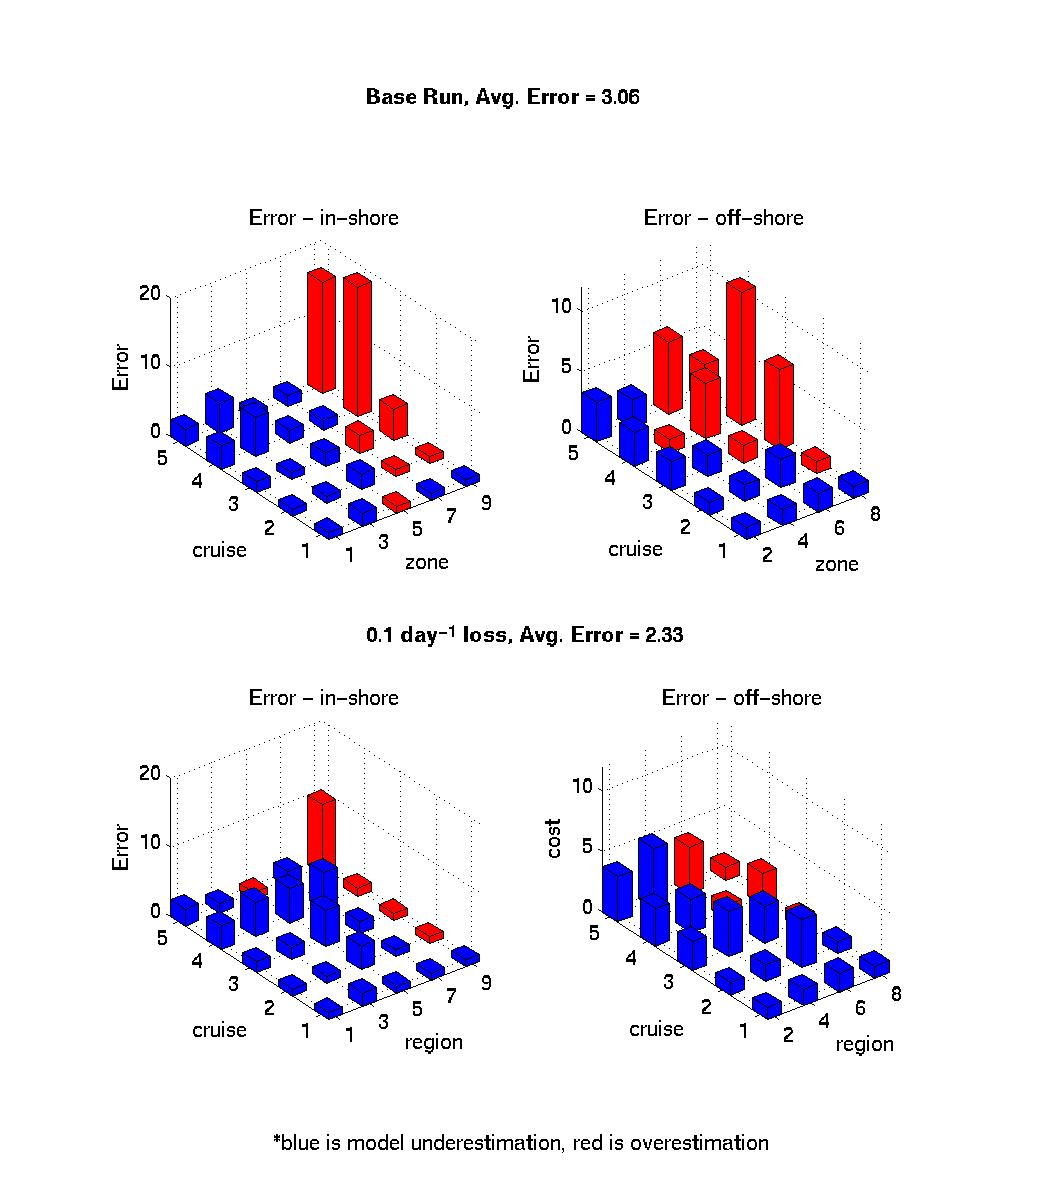 Base Run, Avg. Error = 3.06
Error - in-shore
Error - off-shore
20
10
0
Error
5
4
3
2
1
cruise
1
3
5
7
9
zone
10
5
0
Error
5
4
3
2
1
cruise
2
4
6
8
zone
0.1 day⁻¹ loss, Avg. Error = 2.33
Error - in-shore
Error - off-shore
20
10
0
Error
5
4
3
2
1
cruise
1
3
5
7
9
region
10
5
0
cost
5
4
3
2
1
cruise
2
4
6
8
region
*blue is model underestimation, red is overestimation